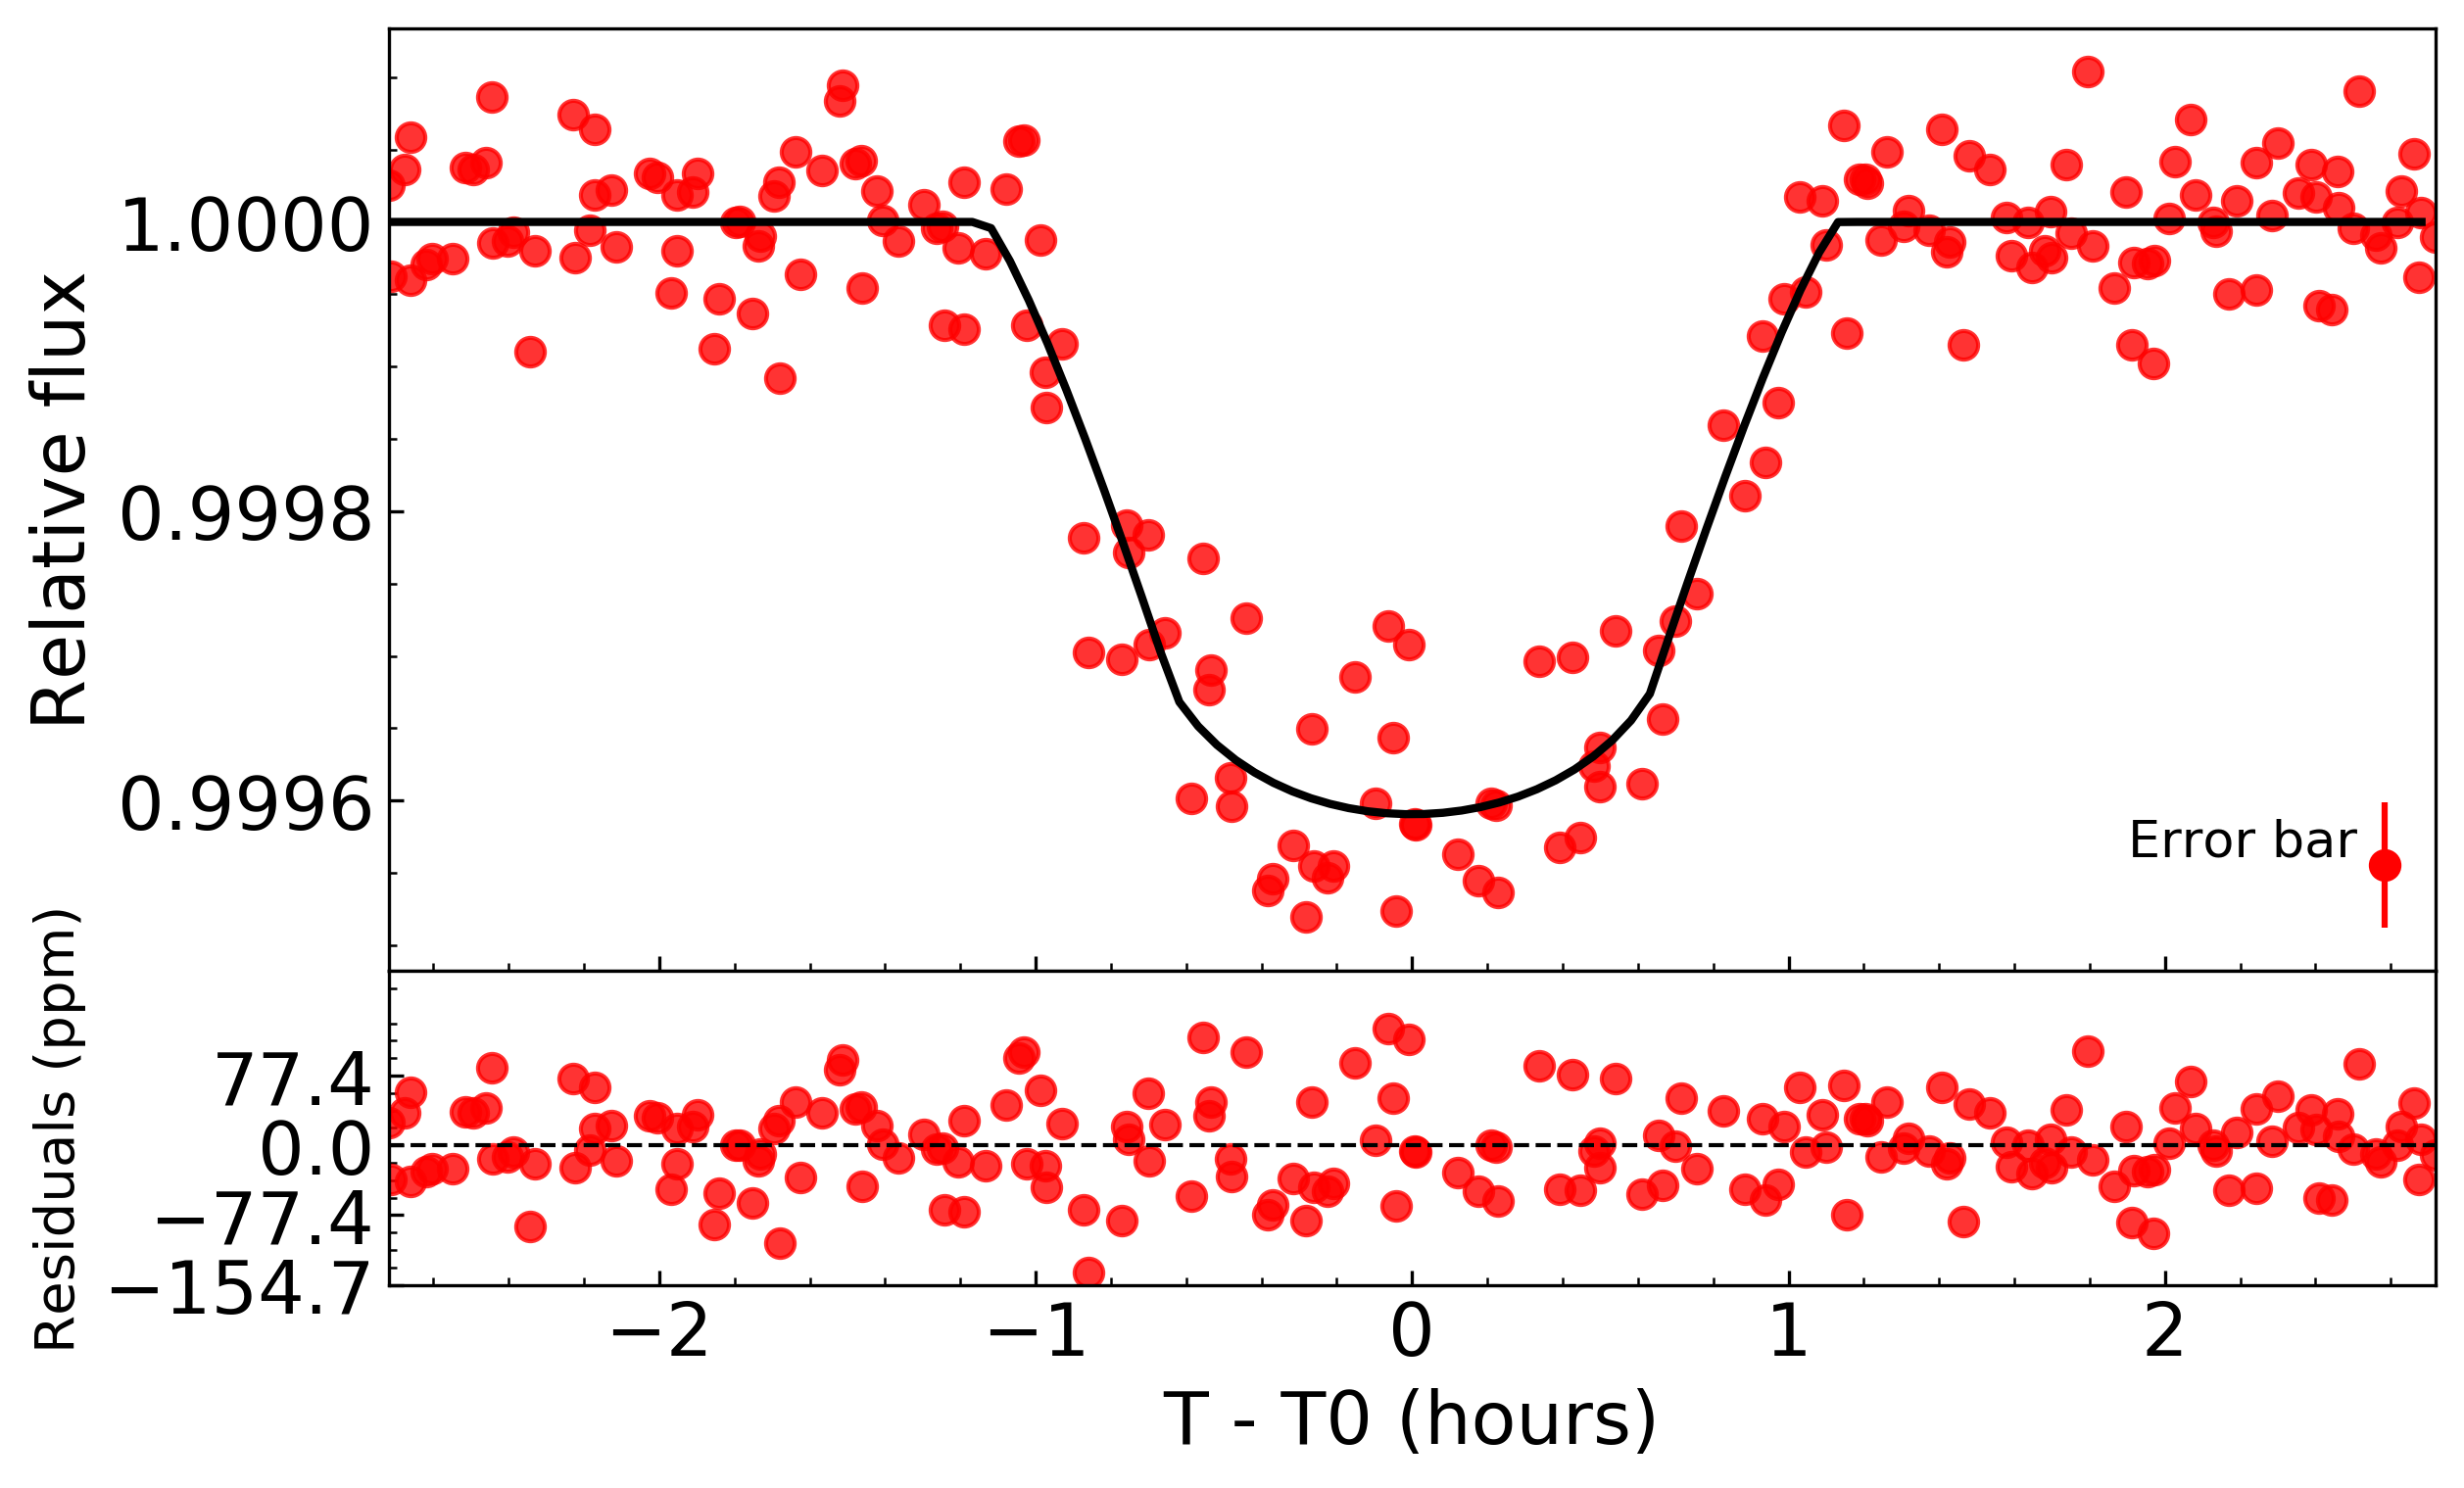 Relative flux
1.0000
0.9998
0.9996
Error bar
Residuals (ppm)
77.4
0.0
−77.4
−154.7
−2 −1 0 1 2
T - T0 (hours)